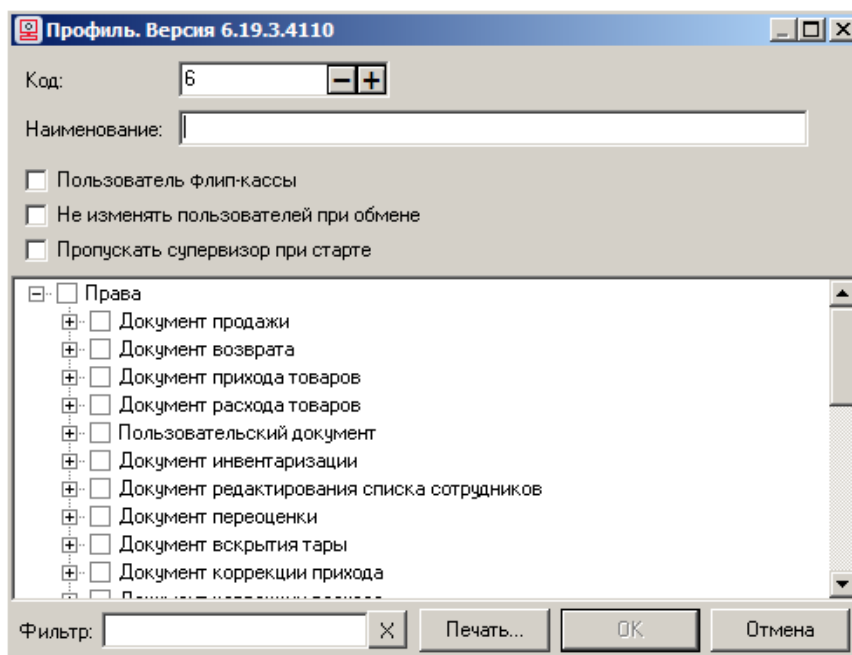 Профиль. Версия 6.19.3.4110
Код: 6
Наименование:
Пользователь флип-кассы
Не изменять пользователей при обмене
Пропускать супервизор при старте
Права
Документ продажи
Документ возврата
Документ прихода товаров
Документ расхода товаров
Пользовательский документ
Документ инвентаризации
Документ редактирования списка сотрудников
Документ переоценки
Документ вскрытия тары
Документ коррекции прихода
Фильтр: X Печать... OK Отмена